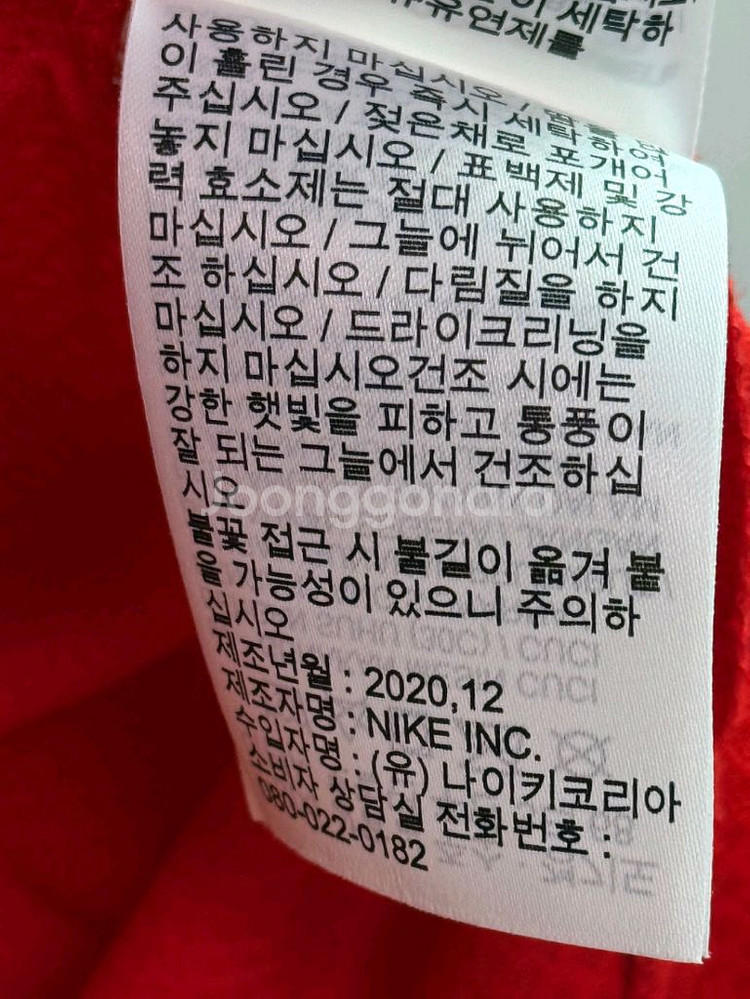 세탁하
유연제를
사용하지 마십시오 /
이 흘린 경우 즉시 세탁하여
주십시오 / 젖은채로 포개어
놓지 마십시오 / 표백제 및 강
력 효소제는 절대 사용하지
마십시오 / 그늘에 뉘어서 건
조 하십시오 / 다림질을 하지
마십시오 / 드라이크리닝을
하지 마십시오건조 시에는
강한 햇빛을 피하고 통풍이
잘 되는 그늘에서 건조하십
시오
Joonggonara
불꽃 접근 시 불길이 옮겨 붙
을 가능성이 있으니 주의하
십시오
제조년월 : 2020,12
제조자명 : NIKE INC.
수입자명 : (유) 나이키코리아
소비자 상담실 전화번호 :
080-022-0182